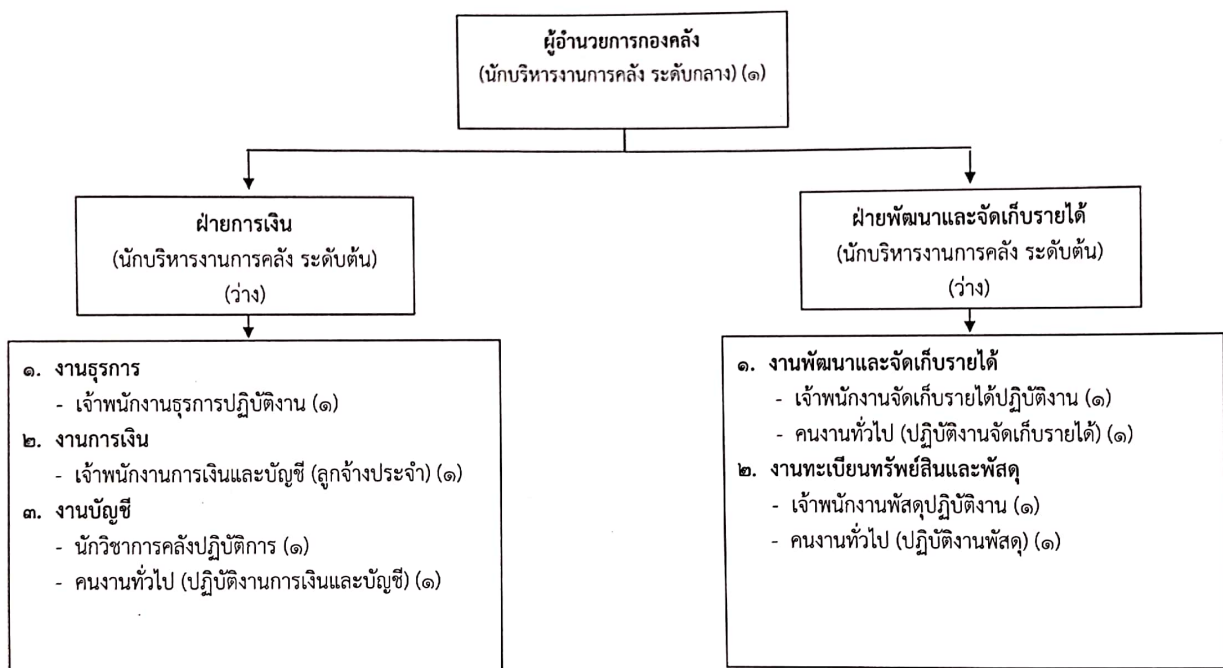 ผู้อำนวยการกองคลัง
(นักบริหารงานการคลัง ระดับกลาง) (๑)
ฝ่ายการเงิน
(นักบริหารงานการคลัง ระดับต้น)
(ว่าง)
ฝ่ายพัฒนาและจัดเก็บรายได้
(นักบริหารงานการคลัง ระดับต้น)
(ว่าง)
๑. งานธุรการ
- เจ้าพนักงานธุรการปฏิบัติงาน (๑)
๒. งานการเงิน
- เจ้าพนักงานการเงินและบัญชี (ลูกจ้างประจำ) (๑)
๓. งานบัญชี
- นักวิชาการคลังปฏิบัติการ (๑)
- คนงานทั่วไป (ปฏิบัติงานการเงินและบัญชี) (๑)
๑. งานพัฒนาและจัดเก็บรายได้
- เจ้าพนักงานจัดเก็บรายได้ปฏิบัติงาน (๑)
- คนงานทั่วไป (ปฏิบัติงานจัดเก็บรายได้) (๑)
๒. งานทะเบียนทรัพย์สินและพัสดุ
- เจ้าพนักงานพัสดุปฏิบัติงาน (๑)
- คนงานทั่วไป (ปฏิบัติงานพัสดุ) (๑)